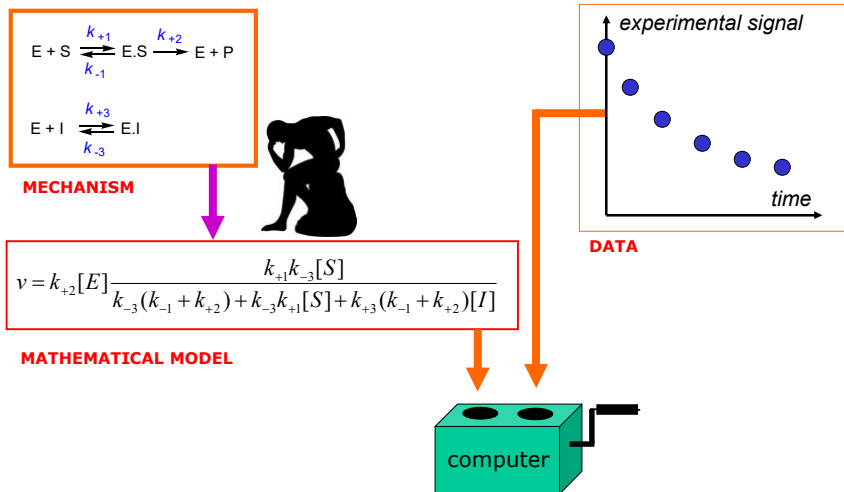 k+1
E + S ⇌ E.S → E + P
k-1
k+2
k+3
E + I ⇌ E.I
k-3
MECHANISM
v = k+2[E] k+1k−3[S] / k−3(k−1 + k+2) + k−3k+1[S] + k+3(k−1 + k+2)[I]
MATHEMATICAL MODEL
experimental signal
time
DATA
computer